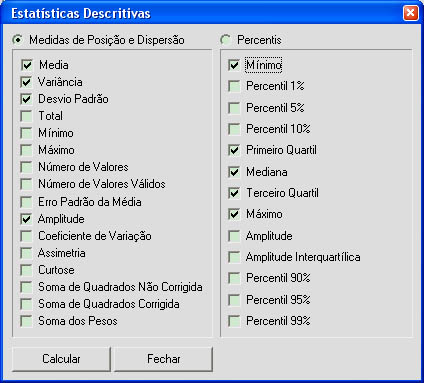 Estatísticas Descritivas
Medidas de Posição e Dispersão
Media
Variância
Desvio Padrão
Total
Mínimo
Máximo
Número de Valores
Número de Valores Válidos
Erro Padrão da Média
Amplitude
Coeficiente de Variação
Assimetria
Curtose
Soma de Quadrados Não Corrigida
Soma de Quadrados Corrigida
Soma dos Pesos
Percentis
Mínimo
Percentil 1%
Percentil 5%
Percentil 10%
Primeiro Quartil
Mediana
Terceiro Quartil
Máximo
Amplitude
Amplitude Interquartílica
Percentil 90%
Percentil 95%
Percentil 99%
Calcular
Fechar